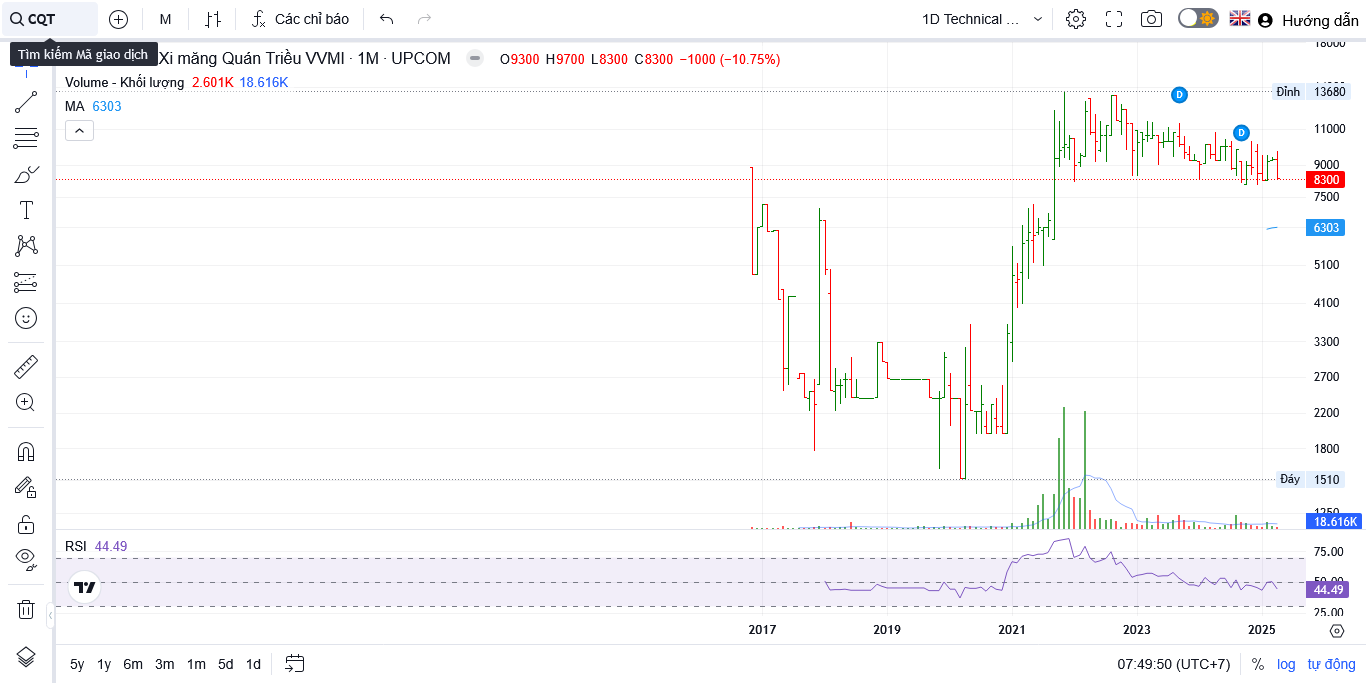 CQT M Các chỉ báo 1D Technical ... Hướng dẫn
Tìm kiếm Mã giao dịch
Xi măng Quán Triều VVMI · 1M · UPCOM O9300 H9700 L8300 C8300 −1000 (−10.75%)
Volume - Khối lượng 2.601K 18.616K
MA 6303
18000
Đỉnh 13680
D
D
11000
9000
8300
7500
6303
5100
4100
3300
2700
2200
1800
Đáy 1510
1250
18.616K
RSI 44.49
75.00
50.00
44.49
25.00
2017 2019 2021 2023 2025
5y 1y 6m 3m 1m 5d 1d 07:49:50 (UTC+7) % log tự động